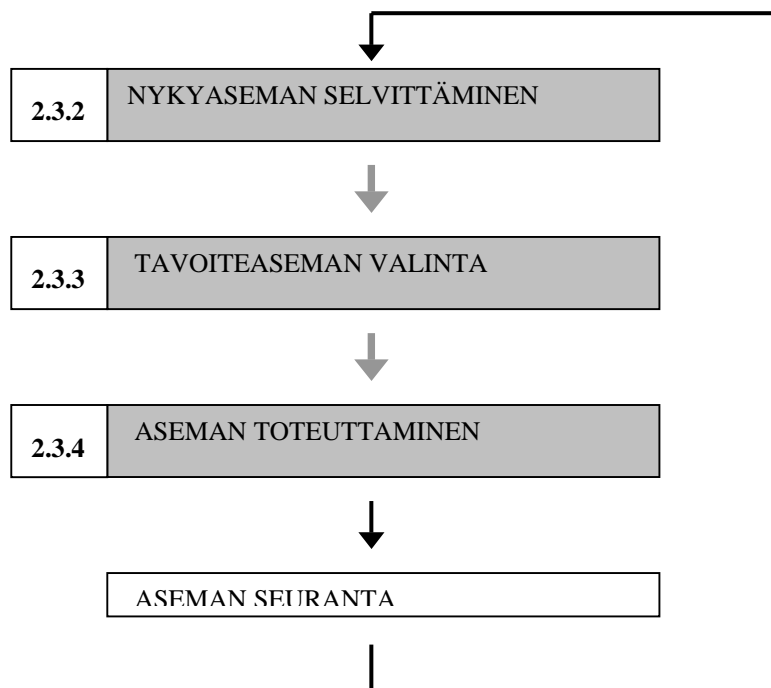 2.3.2 NYKYASEMAN SELVITTÄMINEN
2.3.3 TAVOITEASEMAN VALINTA
2.3.4 ASEMAN TOTEUTTAMINEN
ASEMAN SEURANTA